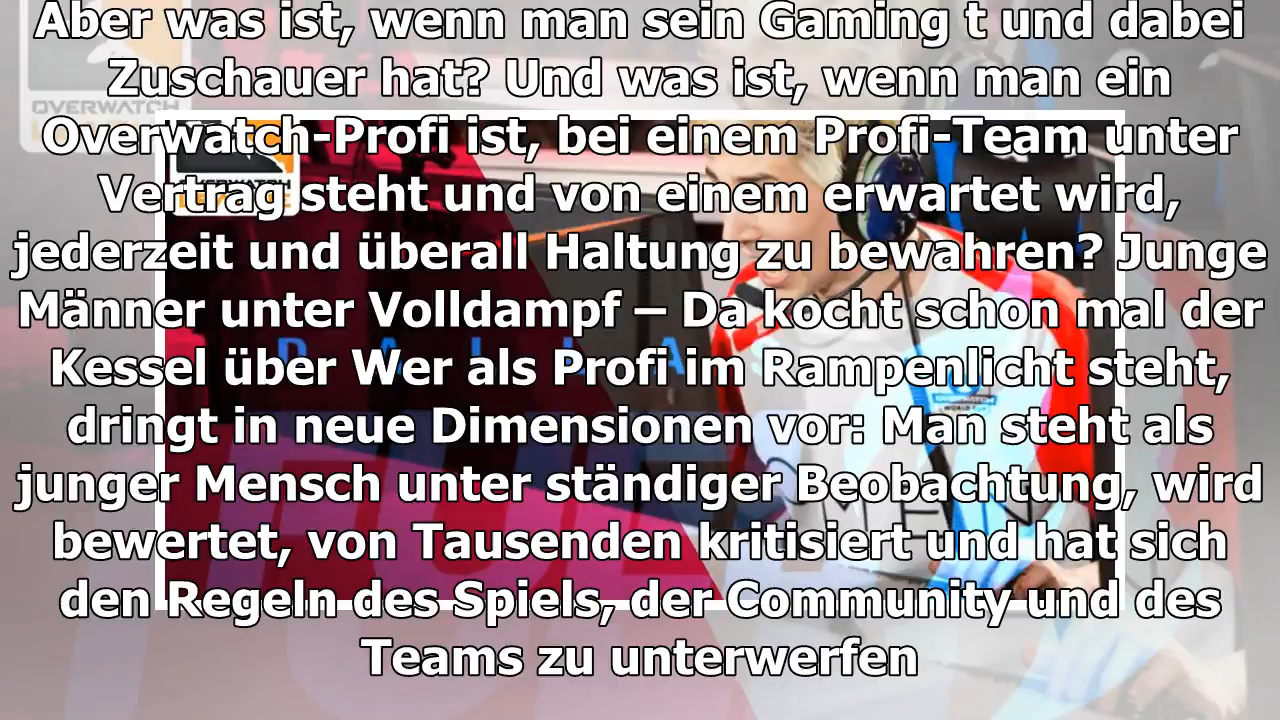 Aber was ist, wenn man sein Gaming t und dabei
Zuschauer hat? Und was ist, wenn man ein
Overwatch-Profi ist, bei einem Profi-Team unter
Vertrag steht und von einem erwartet wird,
jederzeit und überall Haltung zu bewahren? Junge
Männer unter Volldampf – Da kocht schon mal der
Kessel über Wer als Profi im Rampenlicht steht,
dringt in neue Dimensionen vor: Man steht als
junger Mensch unter ständiger Beobachtung, wird
bewertet, von Tausenden kritisiert und hat sich
den Regeln des Spiels, der Community und des
Teams zu unterwerfen
OVERWATCH